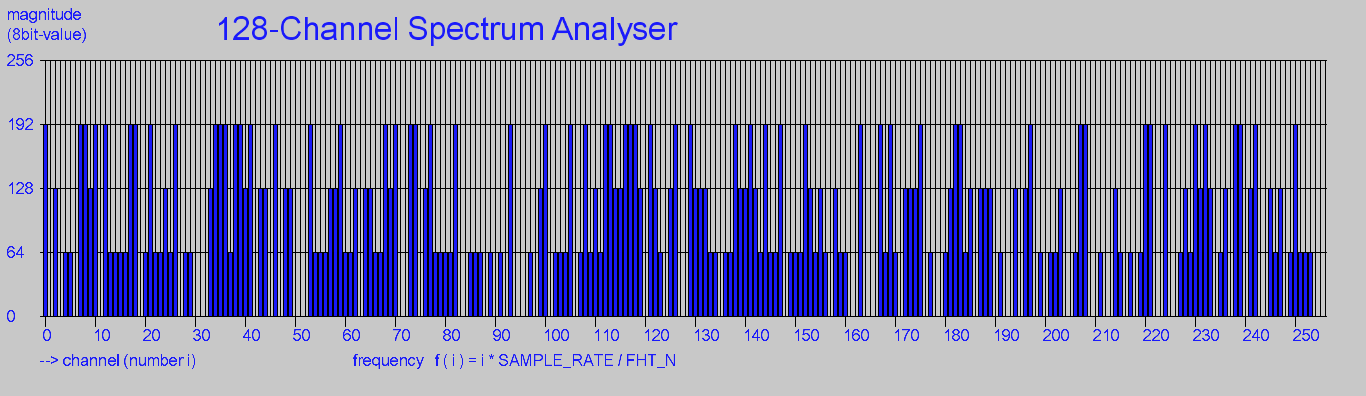 magnitude
(8bit-value)
128-Channel Spectrum Analyser
256
192
128
64
0
0 10 20 30 40 50 60 70 80 90 100 110 120 130 140 150 160 170 180 190 200 210 220 230 240 250
--> channel (number i)
frequency f ( i ) = i * SAMPLE_RATE / FHT_N